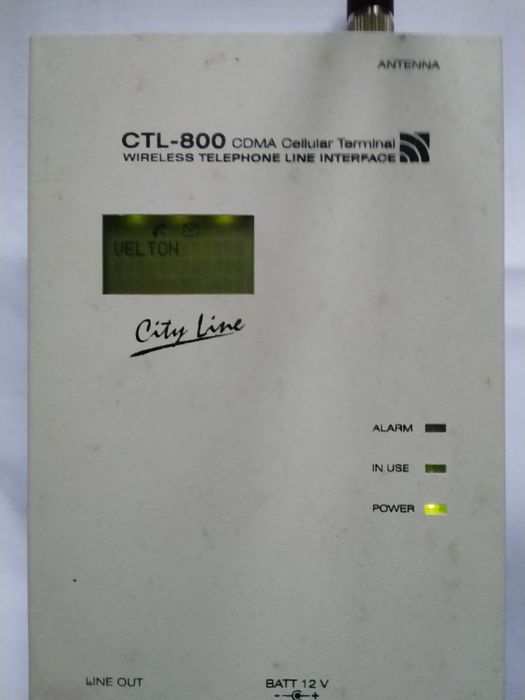 ANTENNA
CTL-800 CDMA Cellular Terminal
WIRELESS TELEPHONE LINE INTERFACE
VELTON
City Line
ALARM
IN USE
POWER
LINE OUT
BATT 12 V
- +